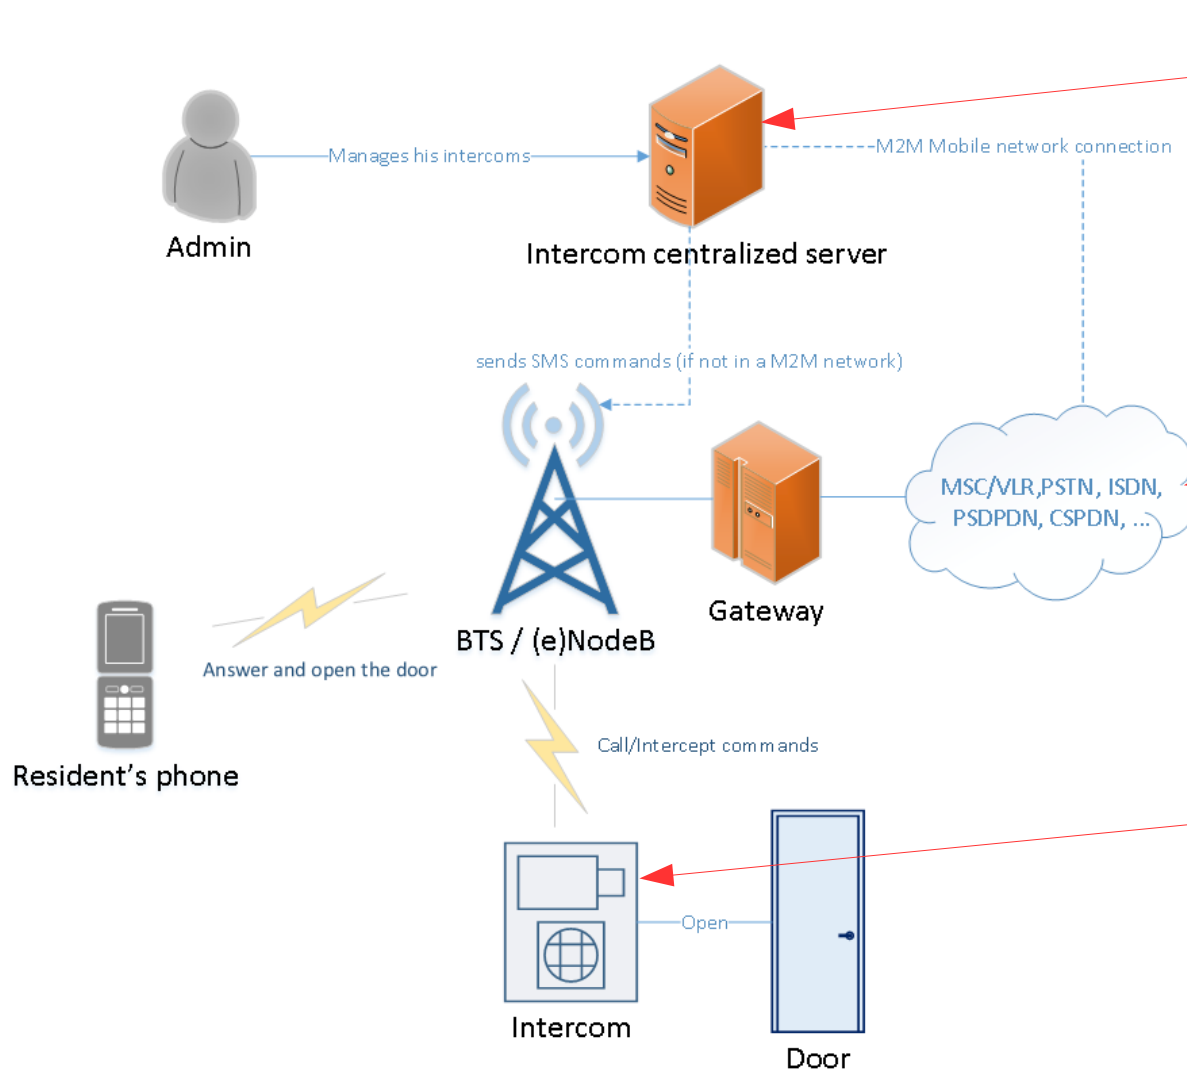 Manages his intercoms
M2M Mobile network connection
Admin
Intercom centralized server
sends SMS commands (if not in a M2M network)
MSC/VLR,PSTN, ISDN,
PSDPDN, CSPDN, ...
Gateway
BTS / (e)NodeB
Answer and open the door
Call/Intercept commands
Resident's phone
Open
Intercom
Door